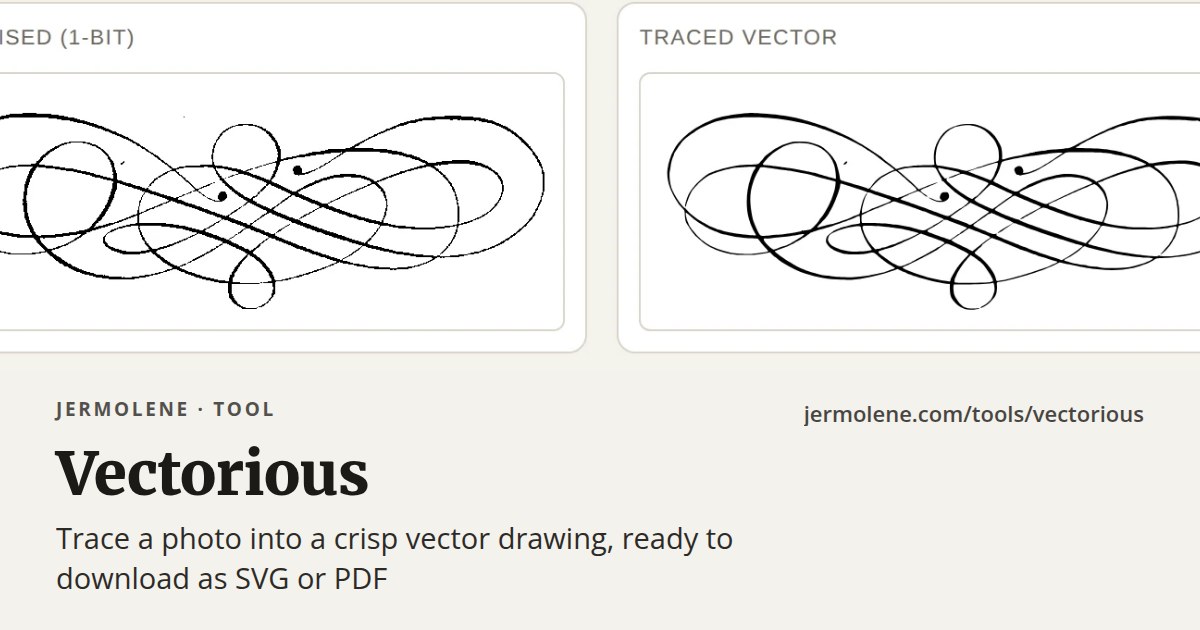 ISED (1-BIT)
TRACED VECTOR
JERMOLENE · TOOL
jermolene.com/tools/vectorious
Vectorious
Trace a photo into a crisp vector drawing, ready to
download as SVG or PDF